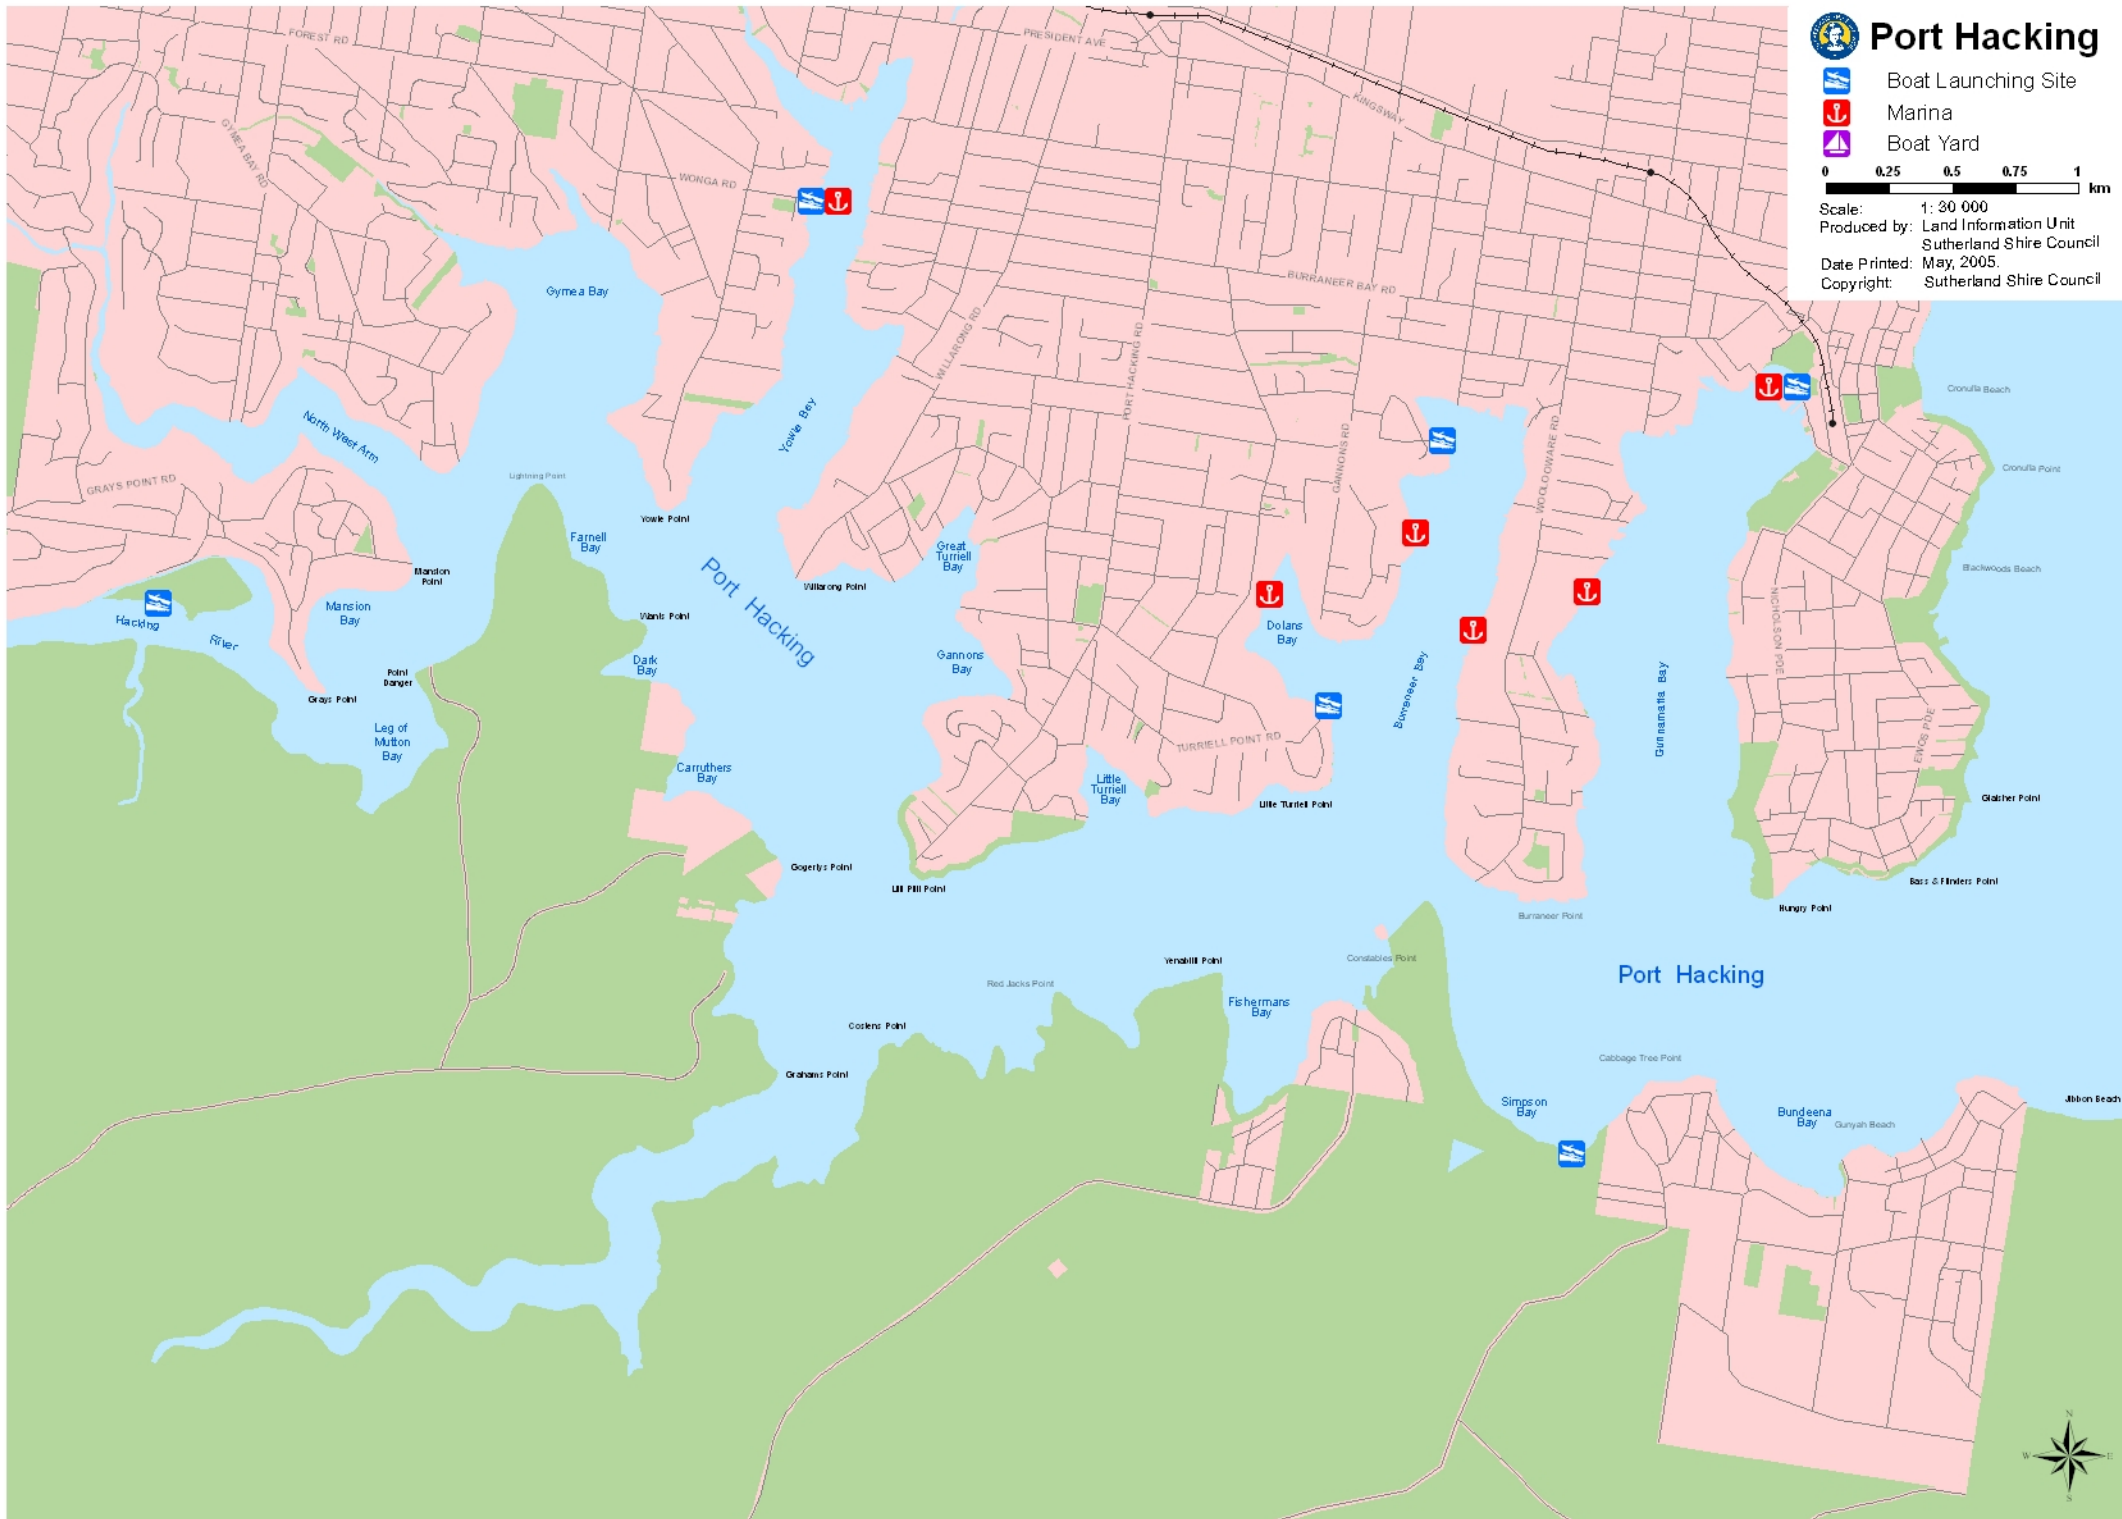 Port Hacking
Boat Launching Site
Marina
Boat Yard
0 0.25 0.5 0.75 1
km
Scale: 1: 30 000
Produced by: Land Information Unit
Sutherland Shire Council
Date Printed: May, 2005.
Copyright: Sutherland Shire Council
FOREST RD
PRESIDENT AVE
KINGSWAY
GYMEA BAY RD
WONGA RD
BURRANEER BAY RD
Gymea Bay
WILLARONG RD
PORT HACKING RD
Cronulla Beach
North West Arm
Yowie Bay
GANNONS RD
WOOLOOWARE RD
Cronulla Point
GRAYS POINT RD
Lightning Point
Yowie Point
Farnell
Bay
Great
Turriell
Bay
Mansion
Point
Willarong Point
Blackwoods Beach
Port Hacking
Mansion
Bay
Wants Point
Hacking
River
Dolans
Bay
NICHOLSON PDE
Dark
Bay
Gannons
Bay
Point
Danger
Grays Point
Burraneer Bay
Gunnamatta Bay
Leg of
Mutton
Bay
TURRIELL POINT RD
EWOS PDE
Carruthers
Bay
Little
Turriell
Bay
Little Turriell Point
Glaisher Point
Gogerlys Point
Lilli Pilli Point
Bass & Flinders Point
Hungry Point
Burraneer Point
Yenabilli Point
Constables Point
Port Hacking
Red Jacks Point
Fishermans
Bay
Costens Point
Cabbage Tree Point
Grahams Point
Simpson
Bay
Bundeena
Bay
Gunyah Beach
Jibbon Beach
N
W E
S